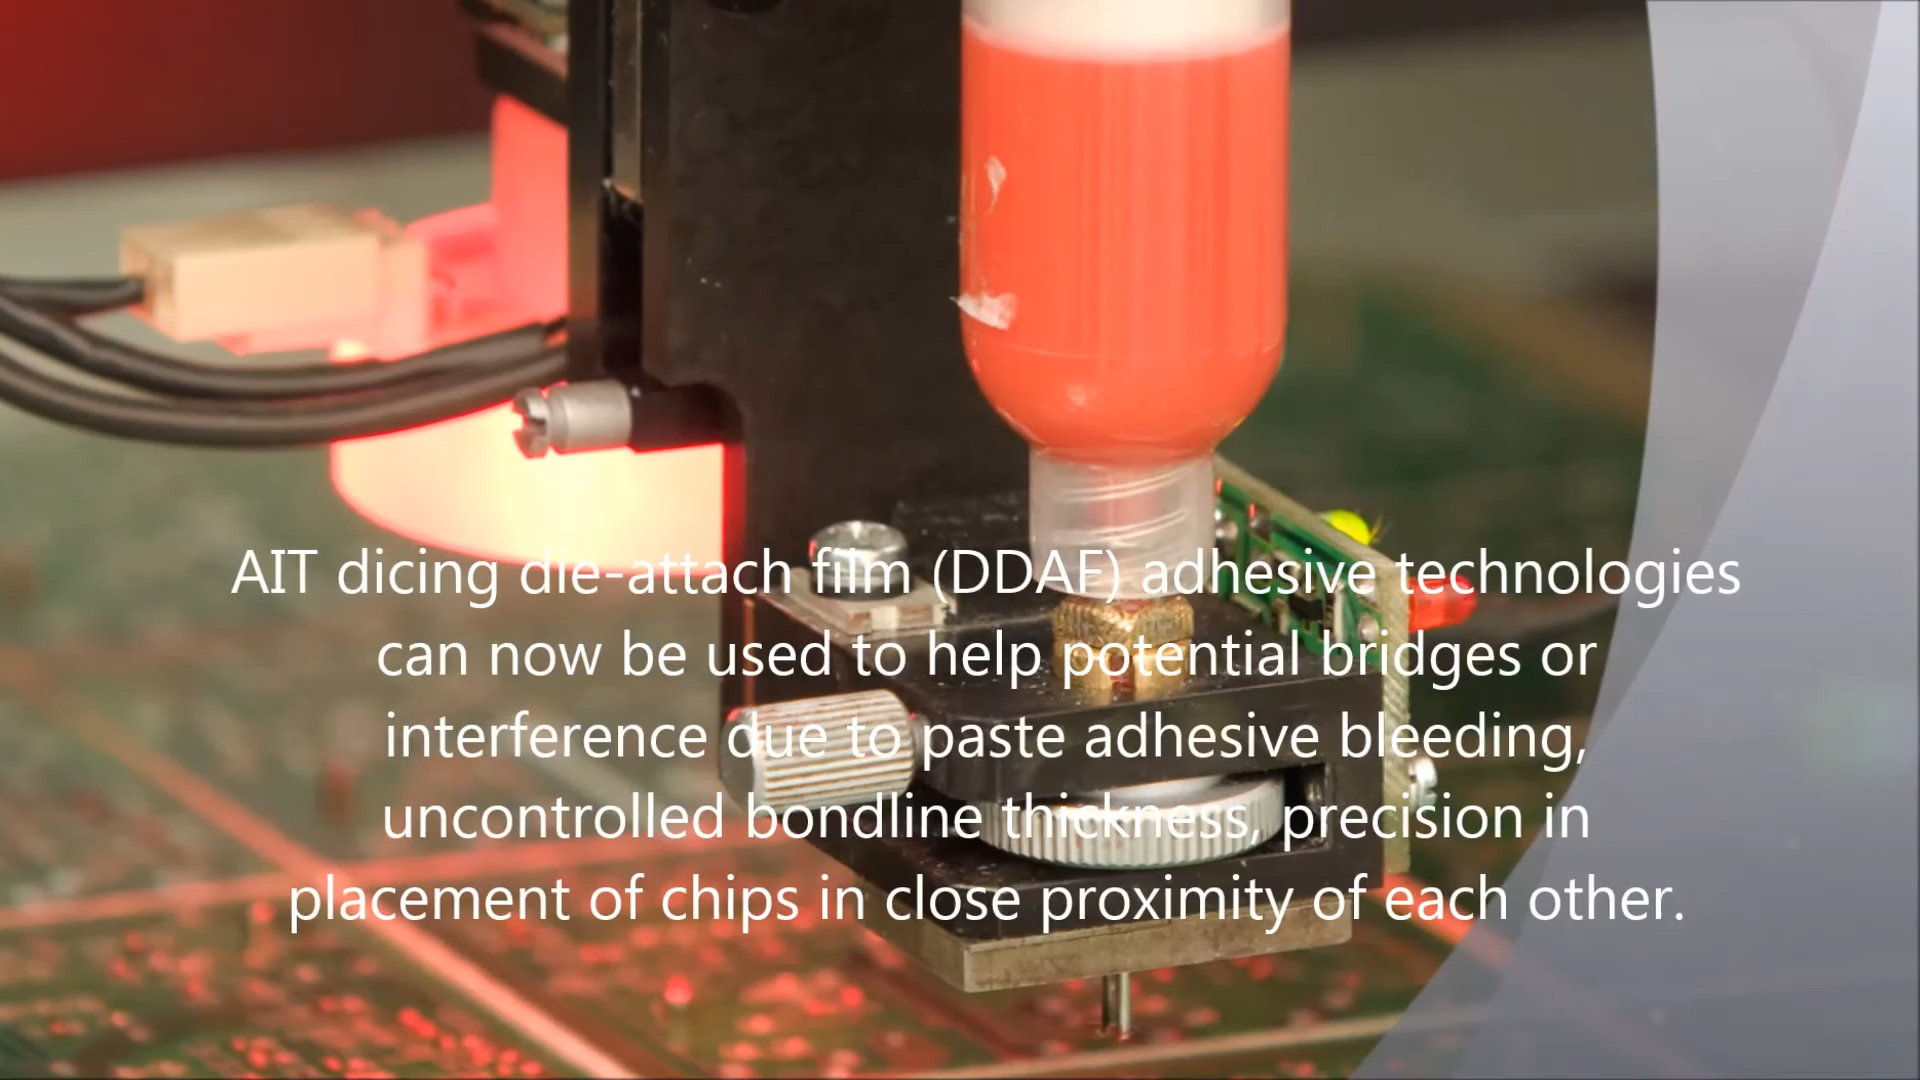 AIT dicing die-attach film (DDAF) adhesive technologies
can now be used to help potential bridges or
interference due to paste adhesive bleeding,
uncontrolled bondline thickness, precision in
placement of chips in close proximity of each other.